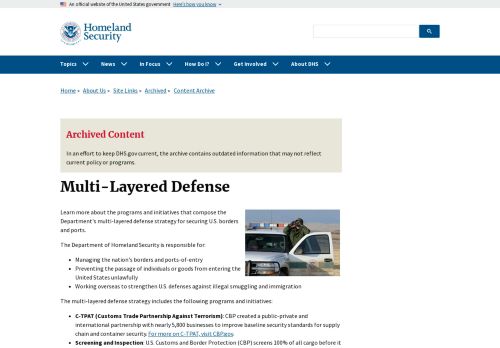 An official website of the United States government Here's how you know
Homeland
Security
Topics News In Focus How Do I? Get Involved About DHS
Home » About Us » Site Links » Archived » Content Archive
Archived Content
In an effort to keep DHS.gov current, the archive contains outdated information that may not reflect
current policy or programs.
Multi-Layered Defense
Learn more about the programs and initiatives that compose the
Department's multi-layered defense strategy for securing U.S. borders
and ports.
The Department of Homeland Security is responsible for:
Managing the nation's borders and ports-of-entry
Preventing the passage of individuals or goods from entering the
United States unlawfully
Working overseas to strengthen U.S. defenses against illegal smuggling and immigration
The multi-layered defense strategy includes the following programs and initiatives:
C-TPAT (Customs Trade Partnership Against Terrorism): CBP created a public-private and
international partnership with nearly 5,800 businesses to improve baseline security standards for supply
chain and container security. For more on C-TPAT, visit CBP.gov.
Screening and Inspection: U.S. Customs and Border Protection (CBP) screens 100% of all cargo before it